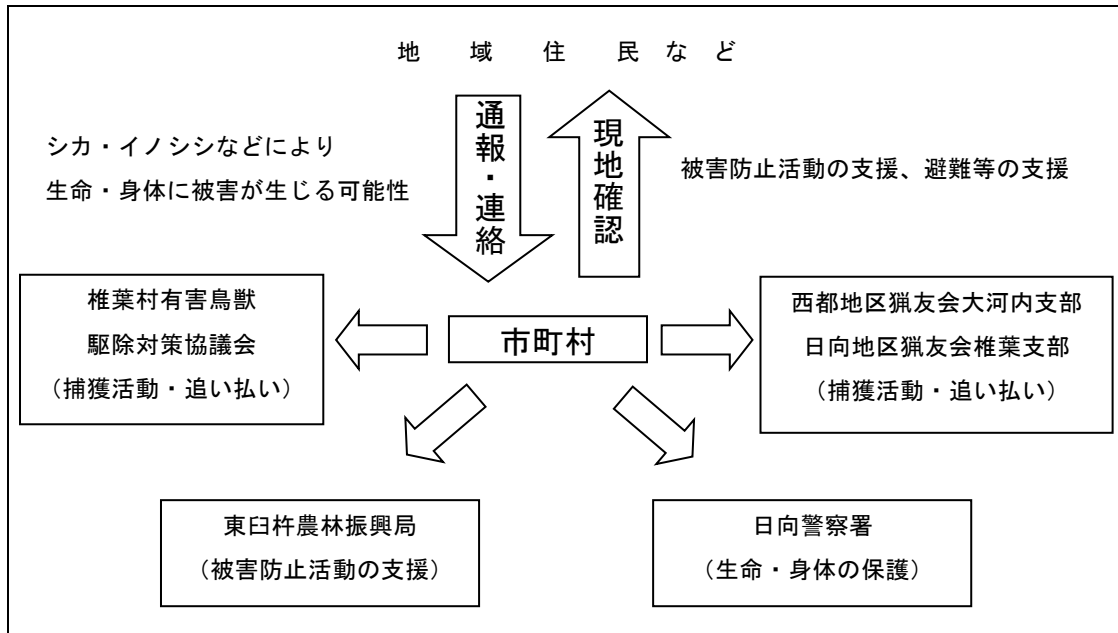 地域住民など
通報・連絡
現地確認
シカ・イノシシなどにより
生命・身体に被害が生じる可能性
被害防止活動の支援、避難等の支援
椎葉村有害鳥獣
駆除対策協議会
（捕獲活動・追い払い）
市町村
西都地区猟友会大河内支部
日向地区猟友会椎葉支部
（捕獲活動・追い払い）
東臼杵農林振興局
（被害防止活動の支援）
日向警察署
（生命・身体の保護）